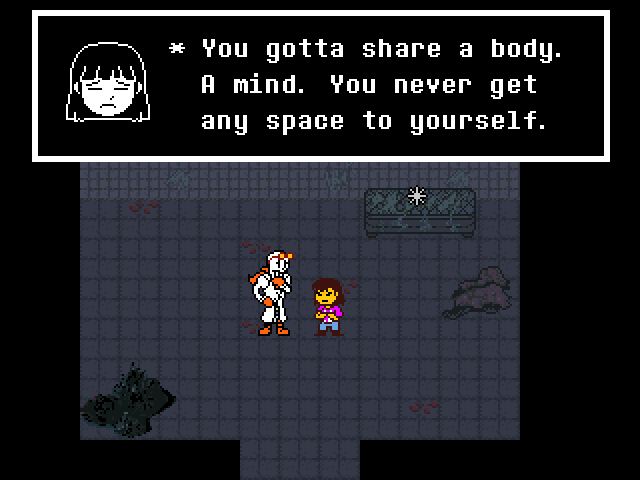 * You gotta share a body.
A mind. You never get
any space to yourself.